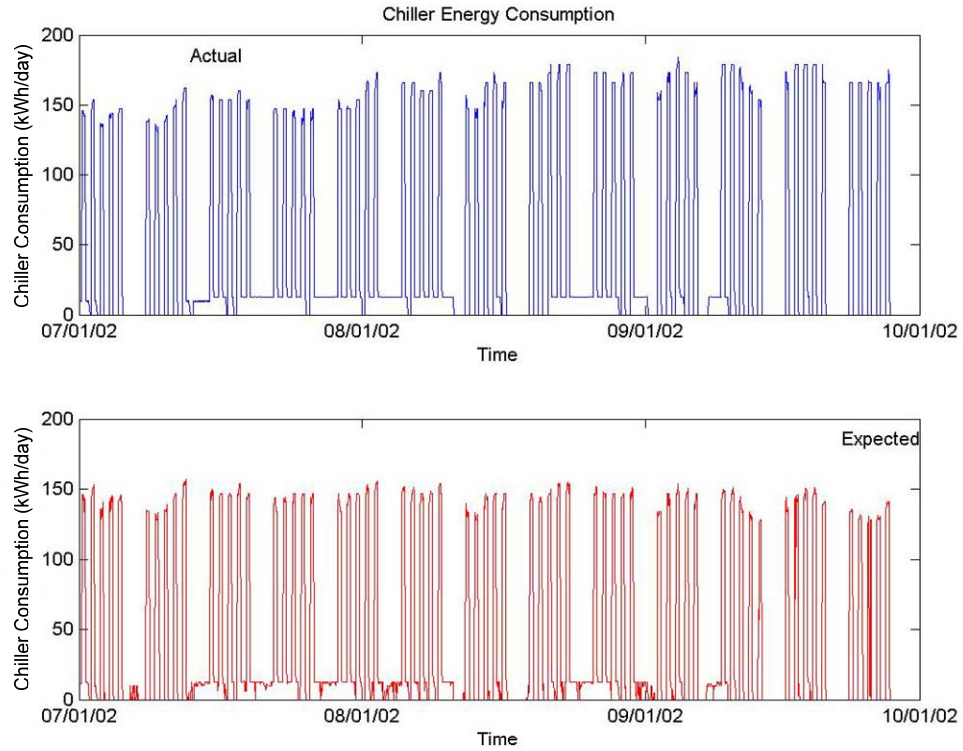 Chiller Energy Consumption
Chiller Consumption (kWh/day)
200
150
100
50
0
Actual
07/01/02
08/01/02
09/01/02
10/01/02
Time
Chiller Consumption (kWh/day)
200
150
100
50
0
Expected
07/01/02
08/01/02
09/01/02
10/01/02
Time